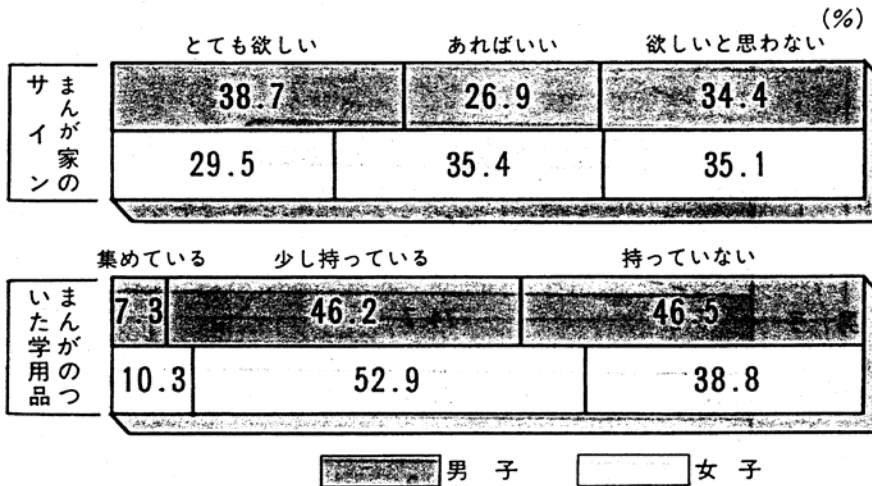 (%)
とても欲しい あればいい 欲しいと思わない
まんが家の
サイン
38.7 26.9 34.4
29.5 35.4 35.1
集めている 少し持っている 持っていない
まんがのつ
いた学用品
7.3 46.2 46.5
10.3 52.9 38.8
男子 女子